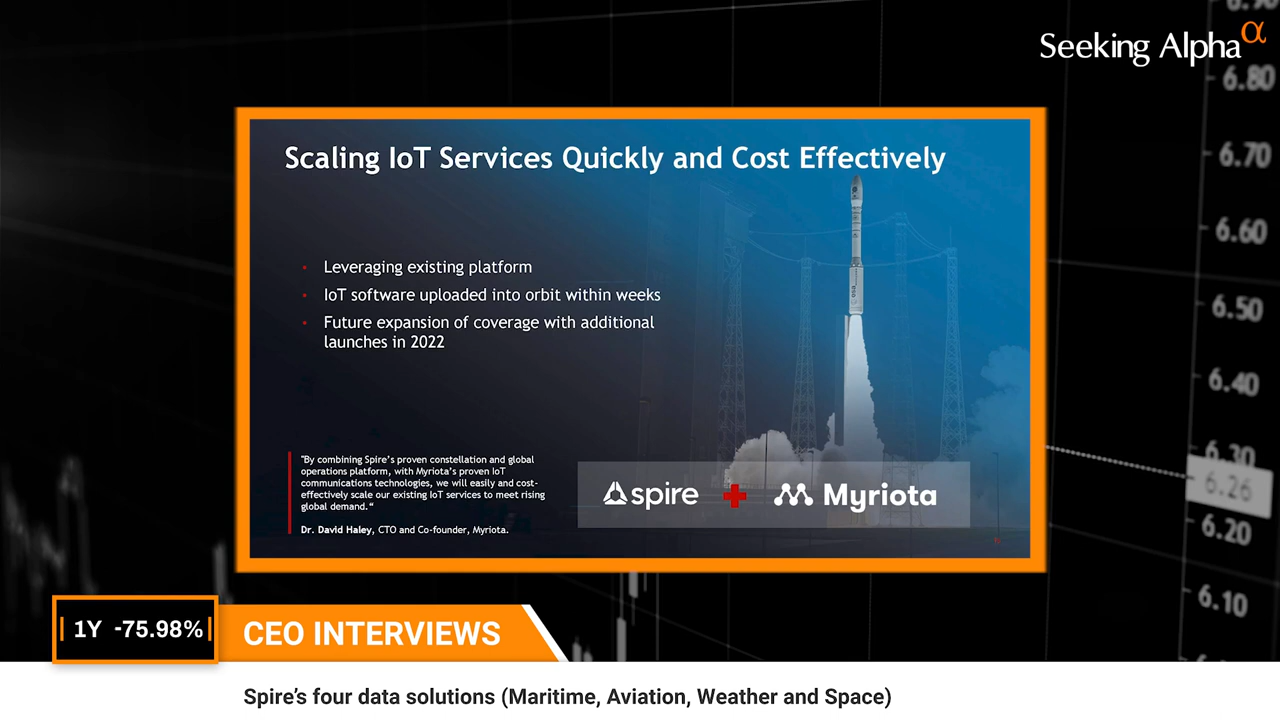 Seeking Alpha α
6.80
6.70
6.60
6.50
6.40
6.30
6.26
6.20
6.10
Scaling IoT Services Quickly and Cost Effectively
• Leveraging existing platform
• IoT software uploaded into orbit within weeks
• Future expansion of coverage with additional
launches in 2022
"By combining Spire's proven constellation and global
operations platform, with Myriota's proven IoT
communications technologies, we will easily and cost-
effectively scale our existing IoT services to meet rising
global demand."
Dr. David Haley, CTO and Co-founder, Myriota.
esa
spire + Myriota
1Y -75.98%
CEO INTERVIEWS
Spire's four data solutions (Maritime, Aviation, Weather and Space)